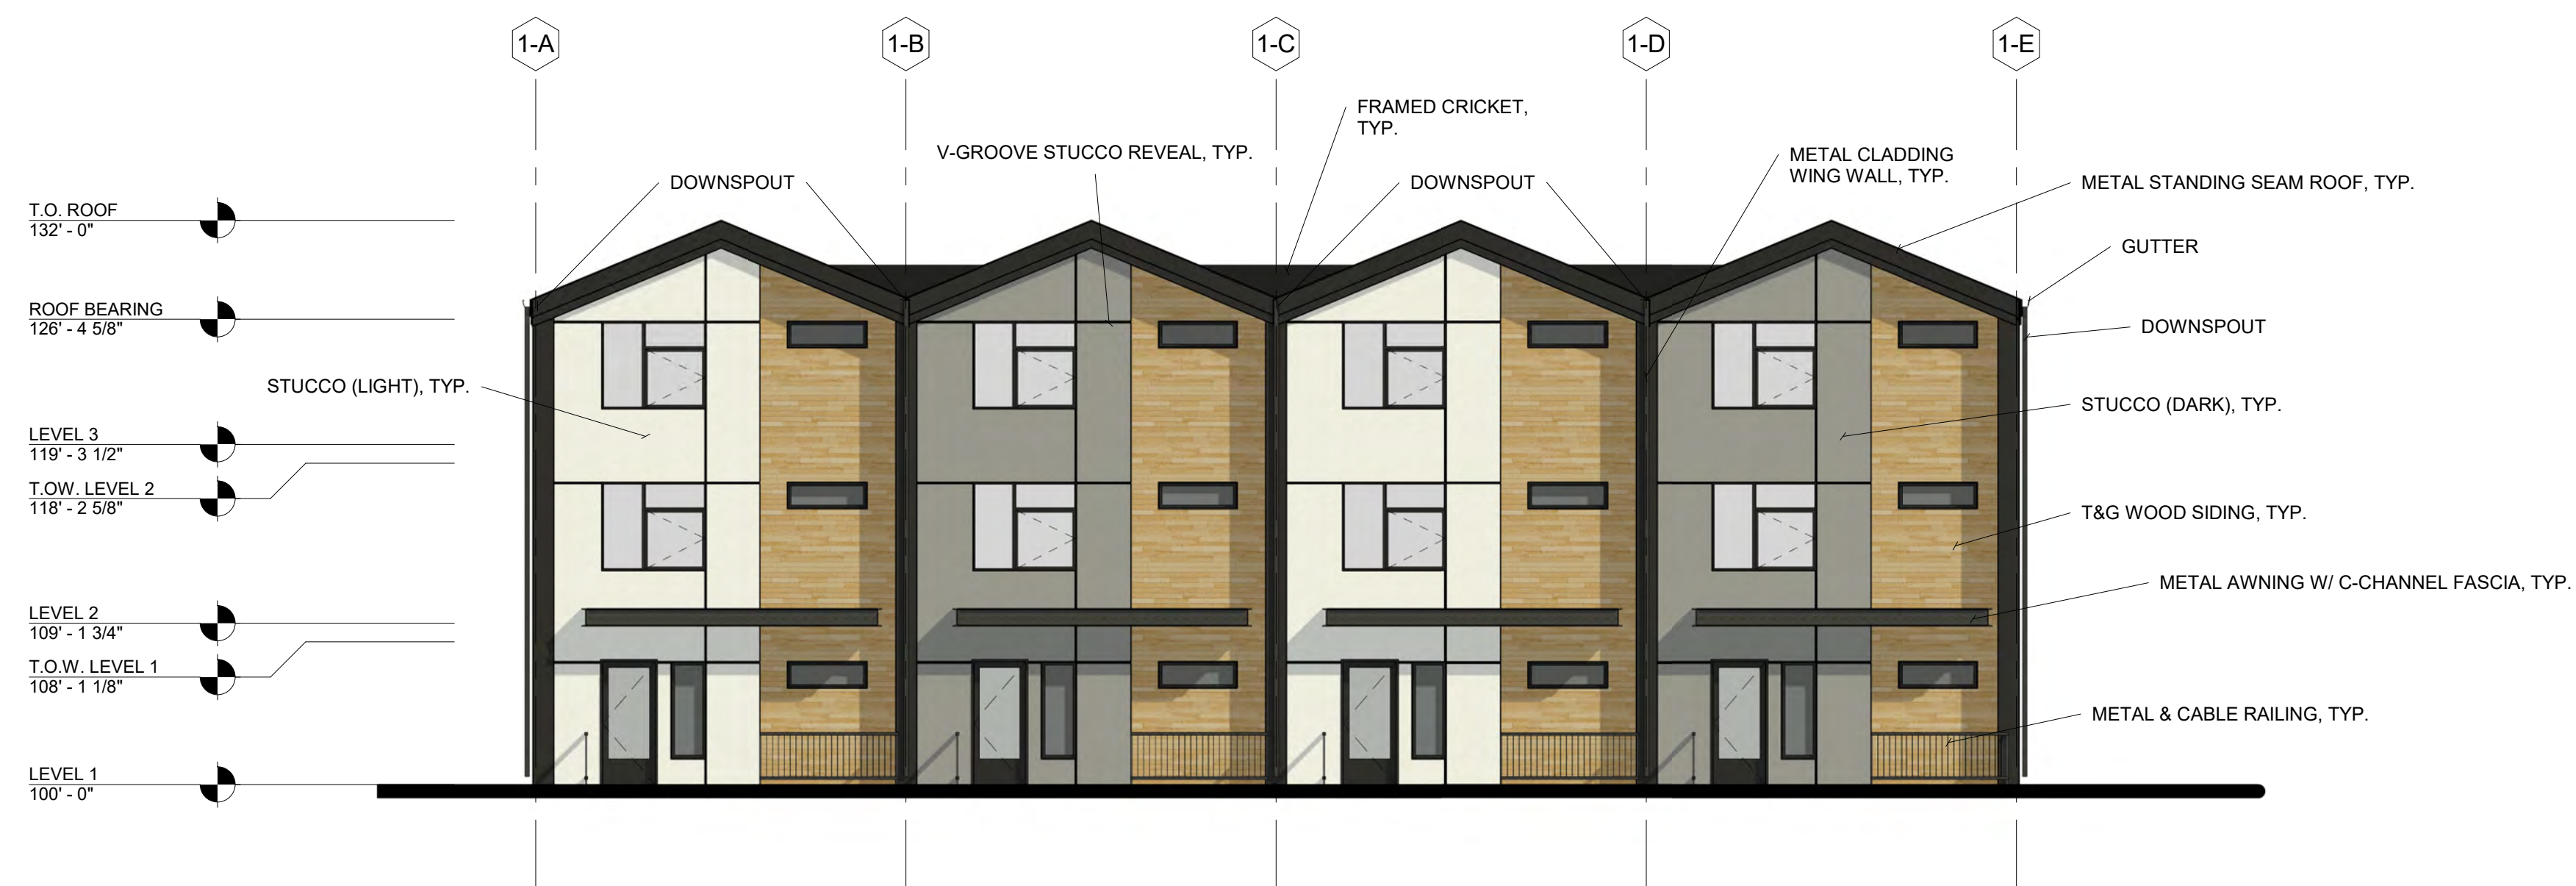 1-A
1-B
1-C
1-D
1-E
FRAMED CRICKET,
TYP.
V-GROOVE STUCCO REVEAL, TYP.
METAL CLADDING
WING WALL, TYP.
DOWNSPOUT
DOWNSPOUT
METAL STANDING SEAM ROOF, TYP.
T.O. ROOF
132' - 0"
GUTTER
ROOF BEARING
126' - 4 5/8"
DOWNSPOUT
STUCCO (LIGHT), TYP.
STUCCO (DARK), TYP.
LEVEL 3
119' - 3 1/2"
T.OW. LEVEL 2
118' - 2 5/8"
T&G WOOD SIDING, TYP.
METAL AWNING W/ C-CHANNEL FASCIA, TYP.
LEVEL 2
109' - 1 3/4"
T.O.W. LEVEL 1
108' - 1 1/8"
METAL & CABLE RAILING, TYP.
LEVEL 1
100' - 0"